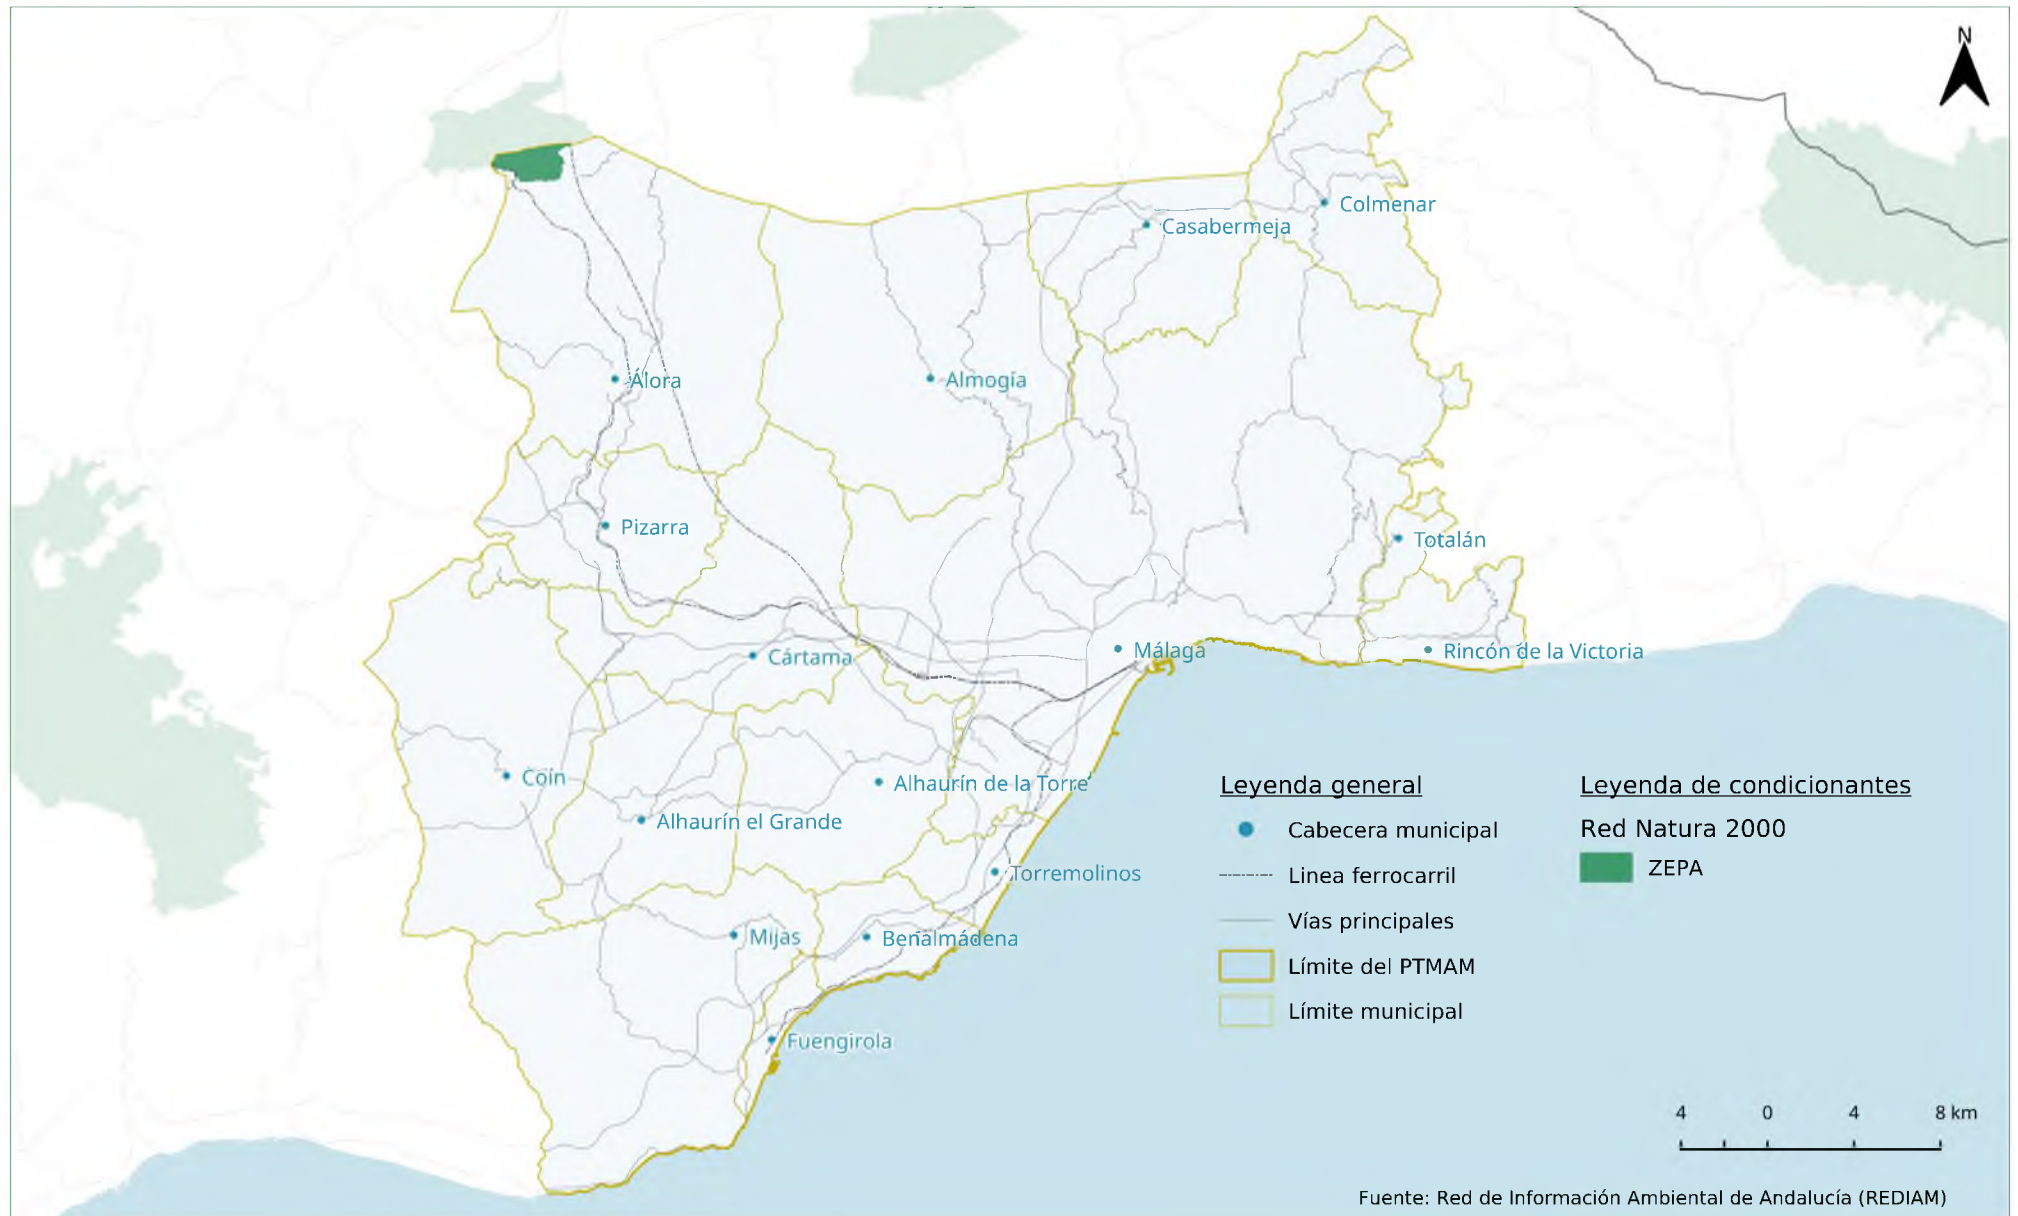 N
Colmenar
Casabermeja
Álora
Almogía
Pizarra
Totalán
Málaga
Rincón de la Victoria
Cártama
Coín
Alhaurín de la Torre
Alhaurín el Grande
Torremolinos
Mijas
Benalmádena
Fuengirola
Leyenda general
Cabecera municipal
Linea ferrocarril
Vías principales
Límite del PTMAM
Límite municipal
Leyenda de condicionantes
Red Natura 2000
ZEPA
4 0 4 8 km
Fuente: Red de Información Ambiental de Andalucía (REDIAM)